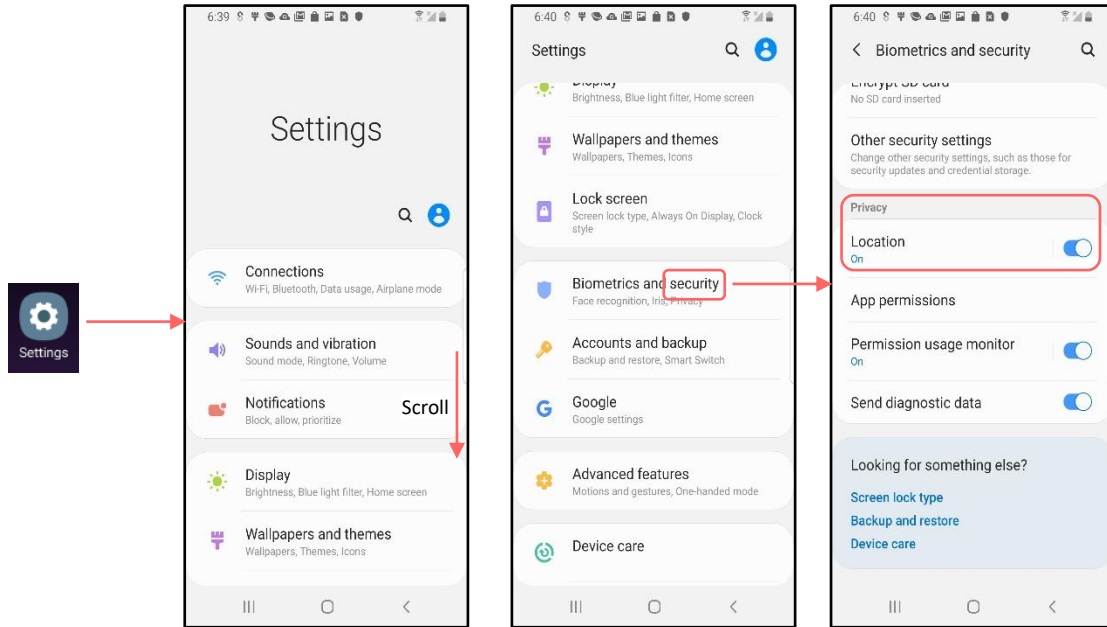 Settings
6:39
Settings
Connections
Wi-Fi, Bluetooth, Data usage, Airplane mode
Sounds and vibration
Sound mode, Ringtone, Volume
Notifications
Block, allow, prioritize
Scroll
Display
Brightness, Blue light filter, Home screen
Wallpapers and themes
Wallpapers, Themes, Icons
6:40
Settings
Display
Brightness, Blue light filter, Home screen
Wallpapers and themes
Wallpapers, Themes, Icons
Lock screen
Screen lock type, Always On Display, Clock
style
Biometrics and security
Face recognition, Iris, Privacy
Accounts and backup
Backup and restore, Smart Switch
Google
Google settings
Advanced features
Motions and gestures, One-handed mode
Device care
6:40
Biometrics and security
Encrypt SD card
No SD card inserted
Other security settings
Change other security settings, such as those for
security updates and credential storage.
Privacy
Location
On
App permissions
Permission usage monitor
On
Send diagnostic data
Looking for something else?
Screen lock type
Backup and restore
Device care